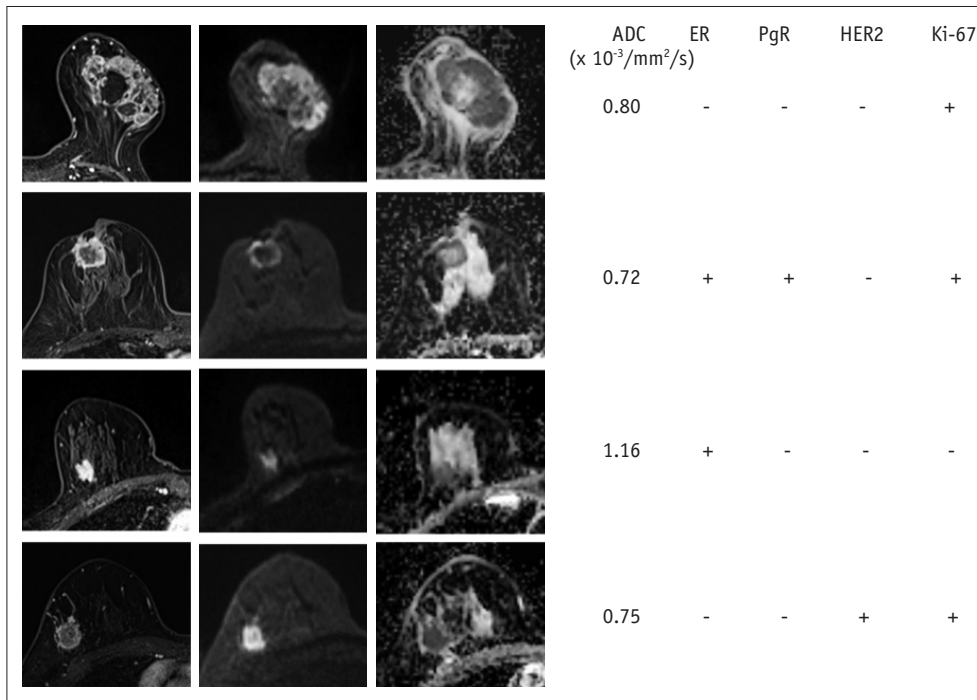 ADC ER PgR HER2 Ki-67
(x 10⁻³/mm²/s)
0.80 - - - +
0.72 + + - +
1.16 + - - -
0.75 - - + +